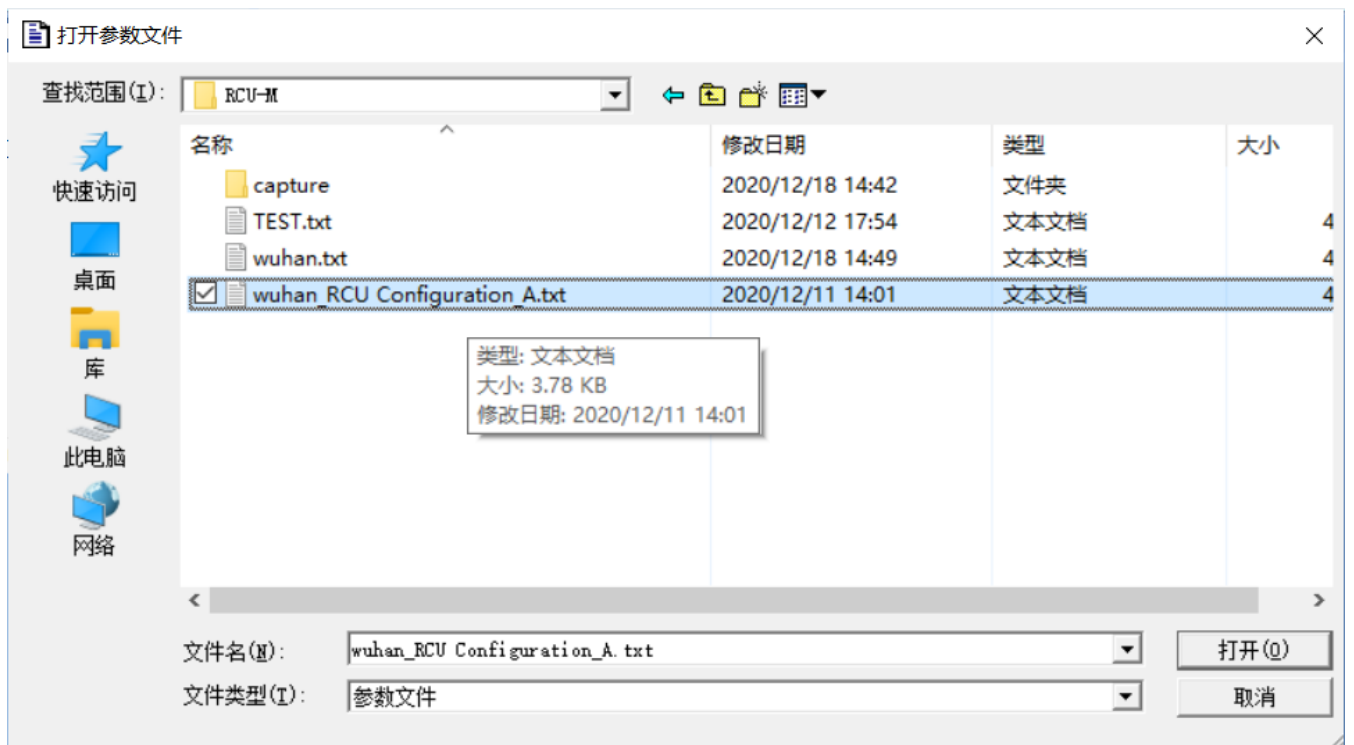 打开参数文件
查找范围(I): RCU-M
名称 修改日期 类型 大小
capture 2020/12/18 14:42 文件夹
TEST.txt 2020/12/12 17:54 文本文档 4
wuhan.txt 2020/12/18 14:49 文本文档 4
wuhan_RCU Configuration_A.txt 2020/12/11 14:01 文本文档 4
类型: 文本文档
大小: 3.78 KB
修改日期: 2020/12/11 14:01
快速访问
桌面
库
此电脑
网络
文件名(N): wuhan_RCU Configuration_A.txt 打开(O)
文件类型(T): 参数文件 取消